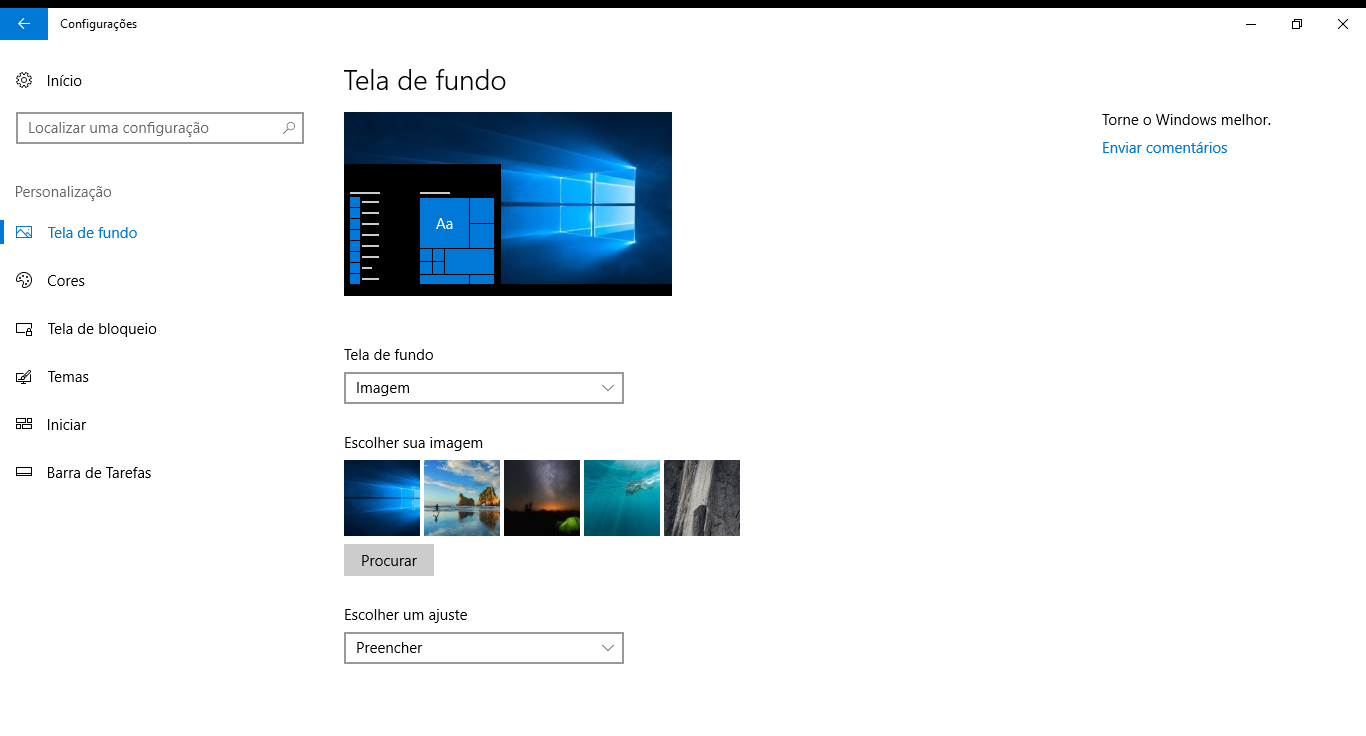 Configurações
Início
Localizar uma configuração
Personalização
Tela de fundo
Cores
Tela de bloqueio
Temas
Iniciar
Barra de Tarefas
Tela de fundo
Aa
Tela de fundo
Imagem
Escolher sua imagem
Procurar
Escolher um ajuste
Preencher
Torne o Windows melhor.
Enviar comentários